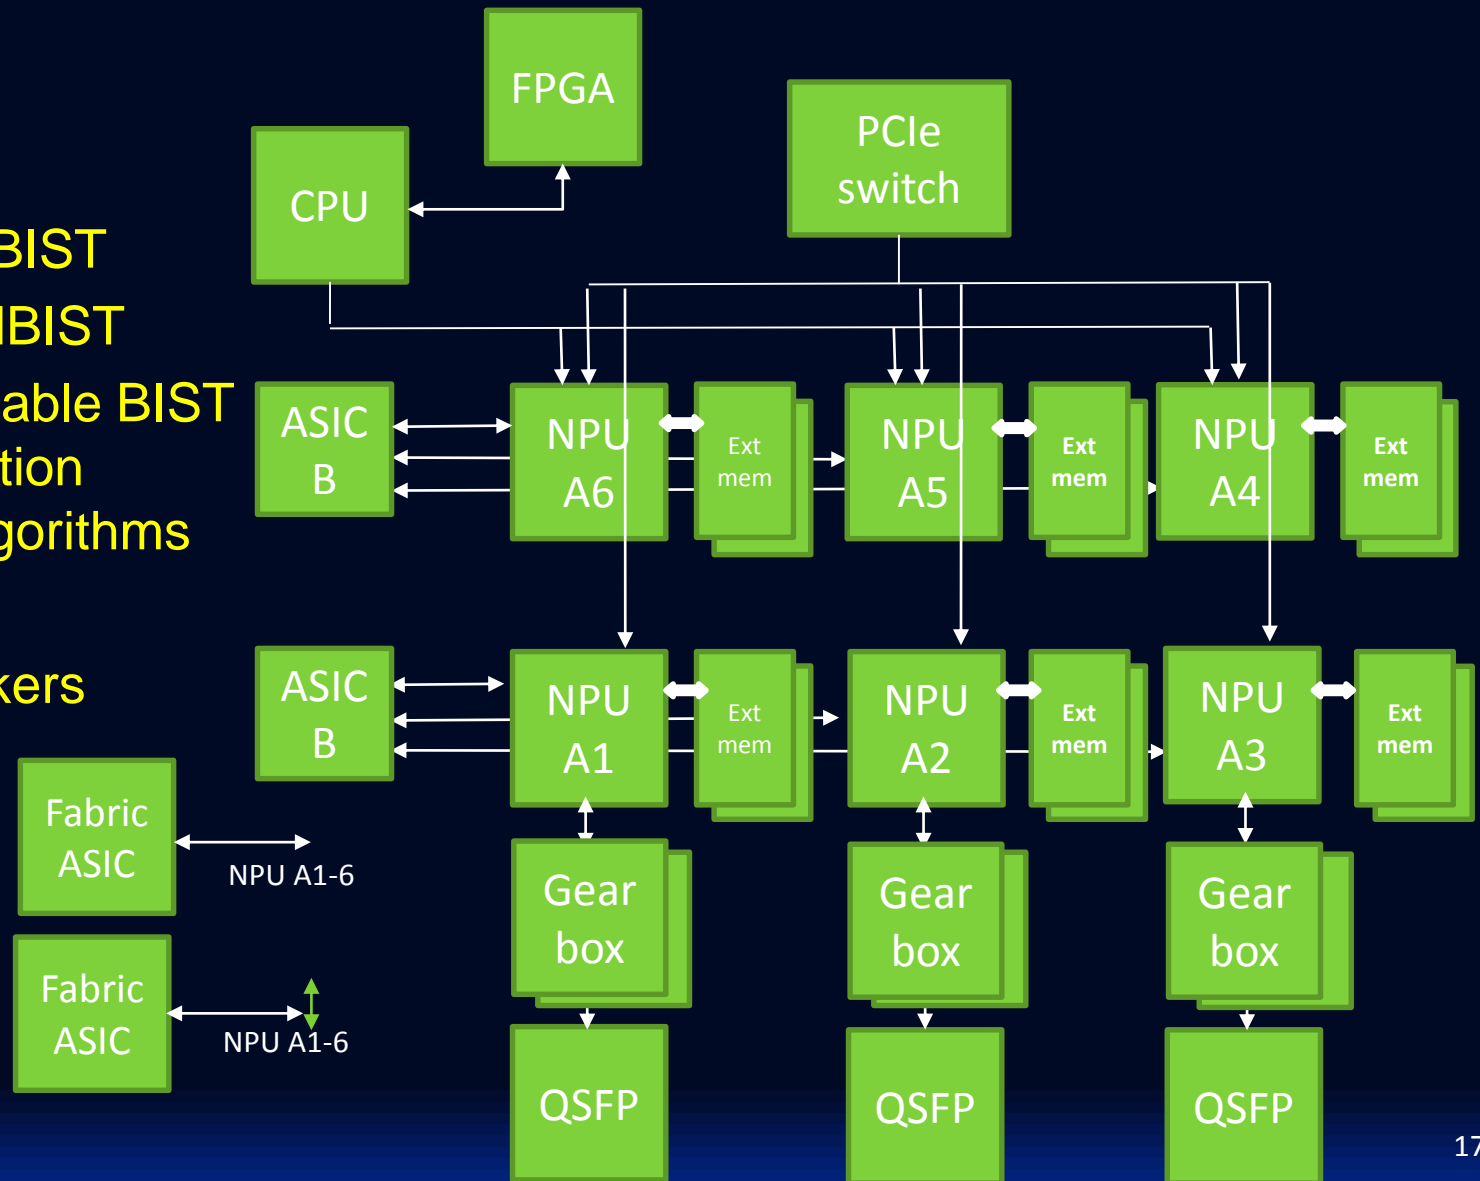 FPGA
PCIe
switch
CPU
BIST
IBIST
able BIST
tion
gorithms
kers
ASIC
B
NPU
A6
Ext
mem
NPU
A5
Ext
mem
NPU
A4
Ext
mem
ASIC
B
NPU
A1
Ext
mem
NPU
A2
Ext
mem
NPU
A3
Ext
mem
Fabric
ASIC
NPU A1-6
Fabric
ASIC
NPU A1-6
Gear
box
Gear
box
Gear
box
QSFP
QSFP
QSFP
17